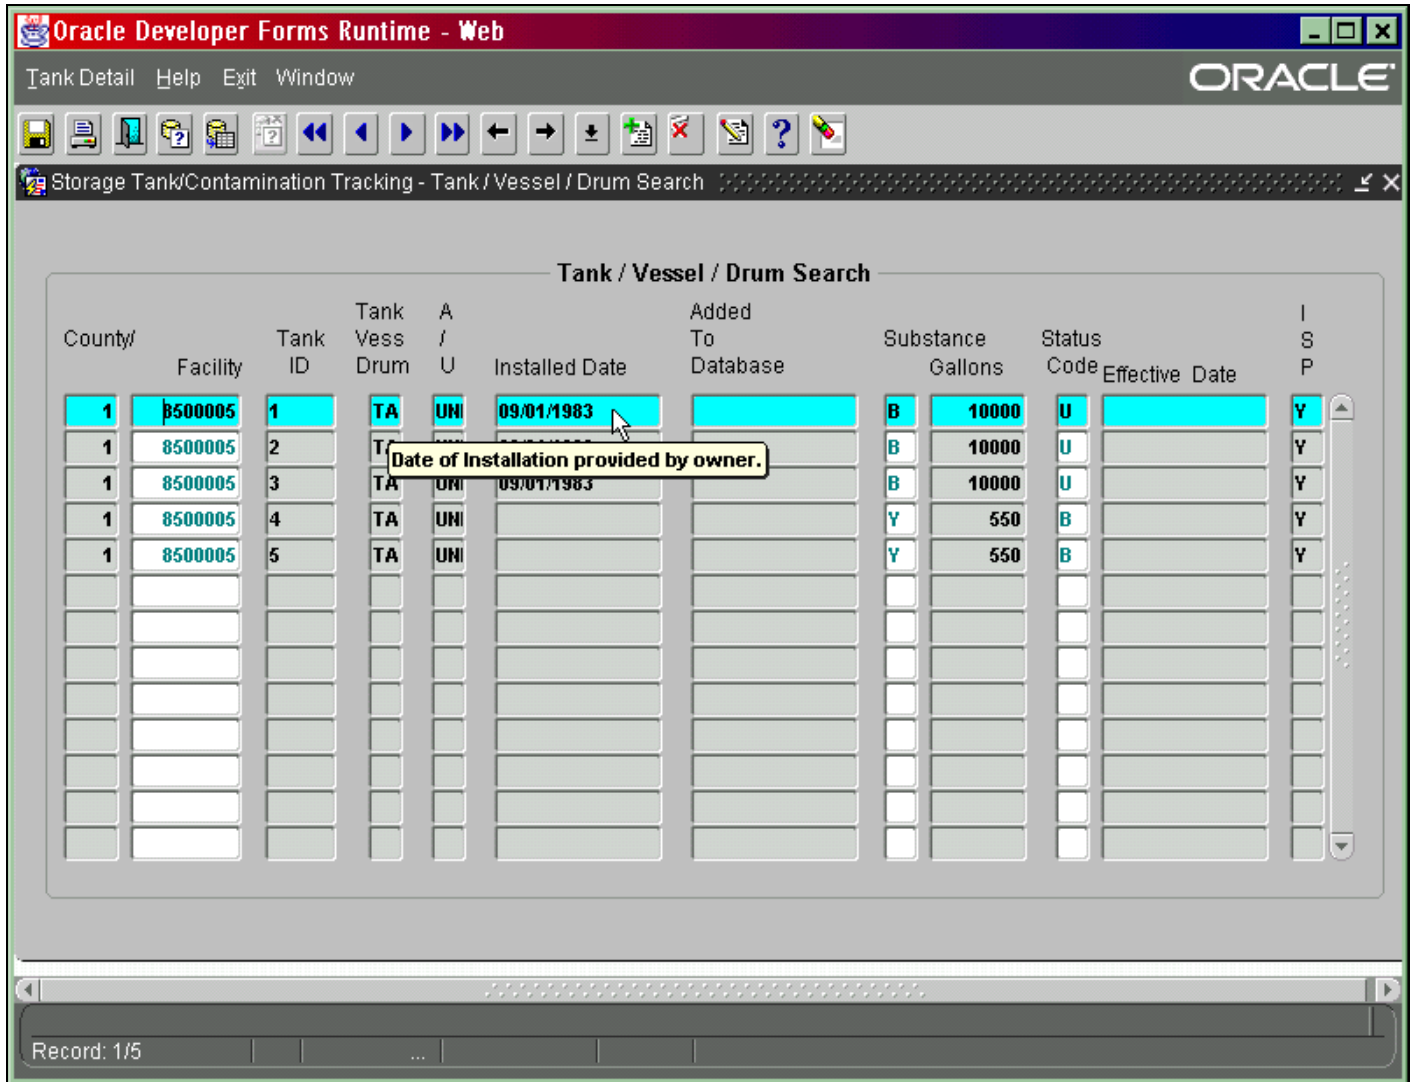 Oracle Developer Forms Runtime - Web
Tank Detail Help Exit Window ORACLE
Storage Tank/Contamination Tracking - Tank / Vessel / Drum Search
Tank / Vessel / Drum Search
Tank A Added I
County/ Tank Vess / To Substance Status S
Facility ID Drum U Installed Date Database Gallons Code Effective Date P
1 8500005 1 TA UNI 09/01/1983 B 10000 U Y
1 8500005 2 B 10000 U Y
Date of Installation provided by owner.
1 8500005 3 TA UNI 09/01/1983 B 10000 U Y
1 8500005 4 TA UNI Y 550 B Y
1 8500005 5 TA UNI Y 550 B Y
Record: 1/5 ...